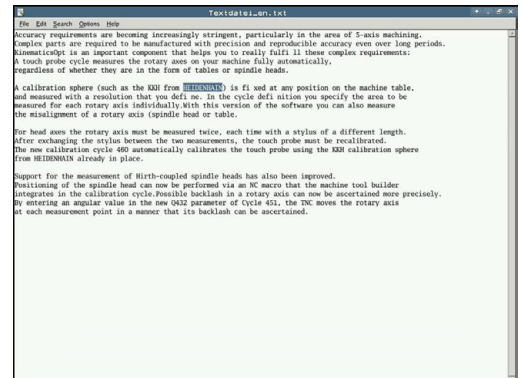 Textdatei_en.txt
File Edit Search Options Help
Accuracy requirements are becoming increasingly stringent, particularly in the area of 5-axis machining.
Complex parts are required to be manufactured with precision and reproducible accuracy even over long periods.
KinematicsOpt is an important component that helps you to really fulfi ll these complex requirements:
A touch probe cycle measures the rotary axes on your machine fully automatically,
regardless of whether they are in the form of tables or spindle heads.
A calibration sphere (such as the KKH from HEIDENHAIN) is fi xed at any position on the machine table,
and measured with a resolution that you defi ne. In the cycle defi nition you specify the area to be
measured for each rotary axis individually.With this version of the software you can also measure
the misalignment of a rotary axis (spindle head or table.
For head axes the rotary axis must be measured twice, each time with a stylus of a different length.
After exchanging the stylus between the two measurements, the touch probe must be recalibrated.
The new calibration cycle 460 automatically calibrates the touch probe using the KKH calibration sphere
from HEIDENHAIN already in place.
Support for the measurement of Hirth-coupled spindle heads has also been improved.
Positioning of the spindle head can now be performed via an NC macro that the machine tool builder
integrates in the calibration cycle.Possible backlash in a rotary axis can now be ascertained more precisely.
By entering an angular value in the new Q432 parameter of Cycle 451, the TNC moves the rotary axis
at each measurement point in a manner that its backlash can be ascertained.